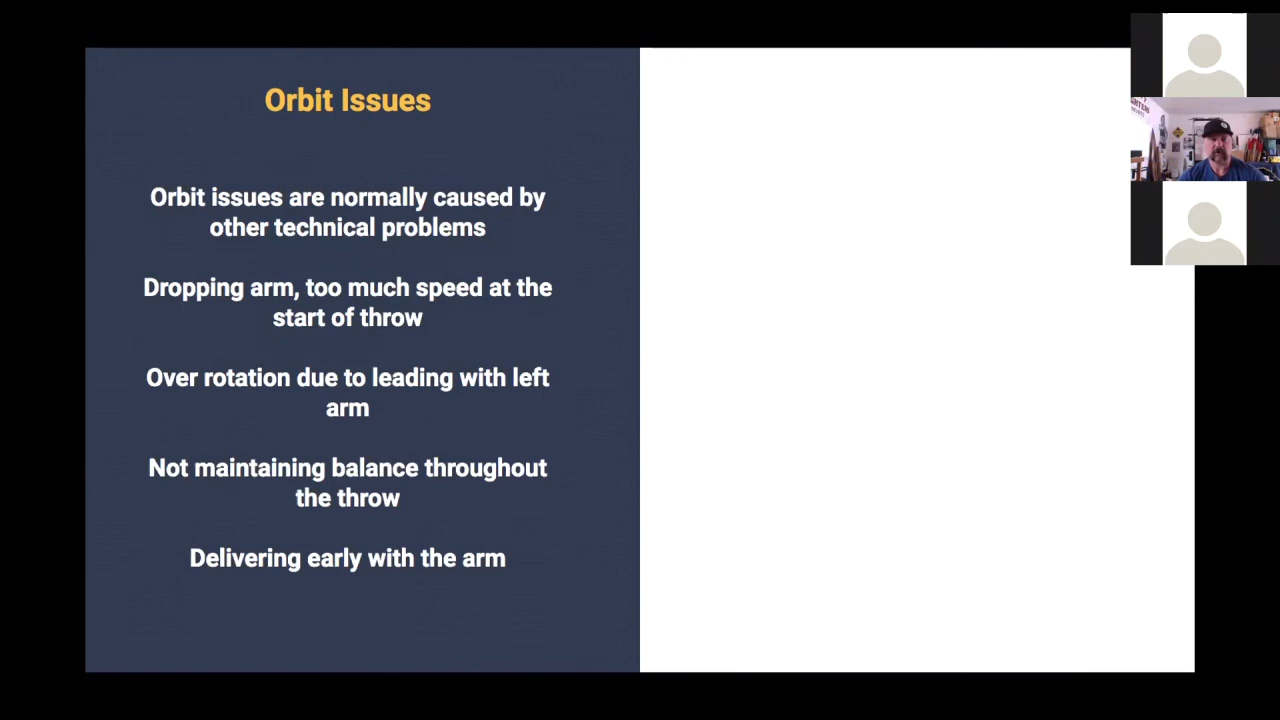 Orbit Issues
Orbit issues are normally caused by
other technical problems
Dropping arm, too much speed at the
start of throw
Over rotation due to leading with left
arm
Not maintaining balance throughout
the throw
Delivering early with the arm